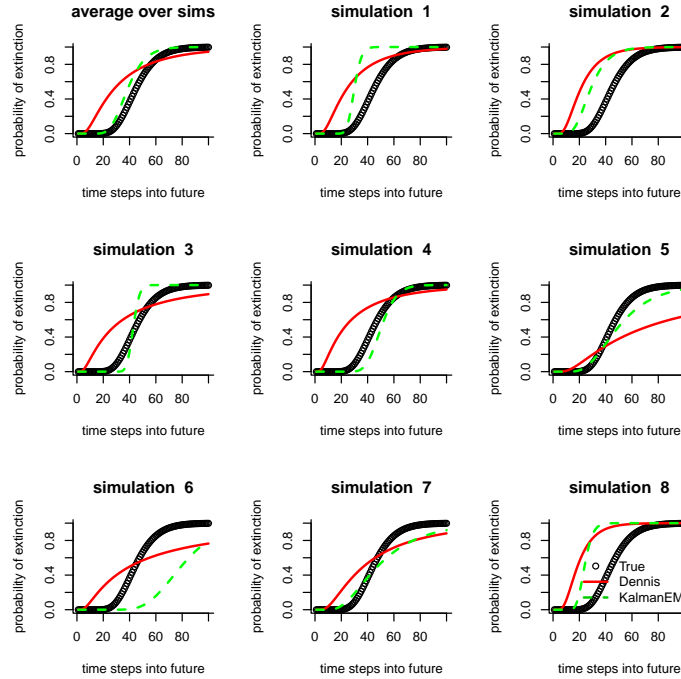 average over sims
probability of extinction
0.0 0.4 0.8
0 20 40 60 80
time steps into future
simulation 1
probability of extinction
0.0 0.4 0.8
0 20 40 60 80
time steps into future
simulation 2
probability of extinction
0.0 0.4 0.8
0 20 40 60 80
time steps into future
simulation 3
probability of extinction
0.0 0.4 0.8
0 20 40 60 80
time steps into future
simulation 4
probability of extinction
0.0 0.4 0.8
0 20 40 60 80
time steps into future
simulation 5
probability of extinction
0.0 0.4 0.8
0 20 40 60 80
time steps into future
simulation 6
probability of extinction
0.0 0.4 0.8
0 20 40 60 80
time steps into future
simulation 7
probability of extinction
0.0 0.4 0.8
0 20 40 60 80
time steps into future
simulation 8
probability of extinction
0.0 0.4 0.8
True
Dennis
KalmanEM
0 20 40 60 80
time steps into future